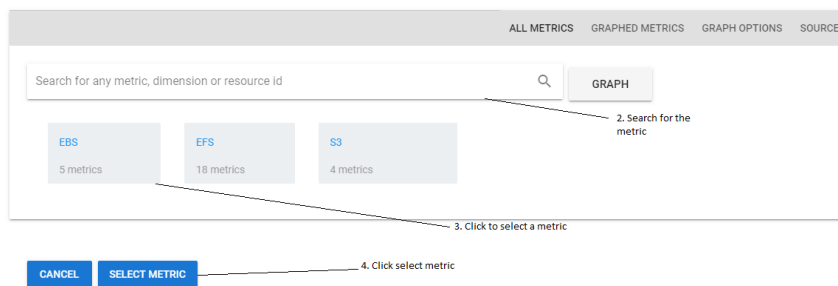 ALL METRICS GRAPHED METRICS GRAPH OPTIONS SOURCE
Search for any metric, dimension or resource id
GRAPH
2. Search for the
metric
EBS EFS S3
5 metrics 18 metrics 4 metrics
3. Click to select a metric
4. Click select metric
CANCEL SELECT METRIC